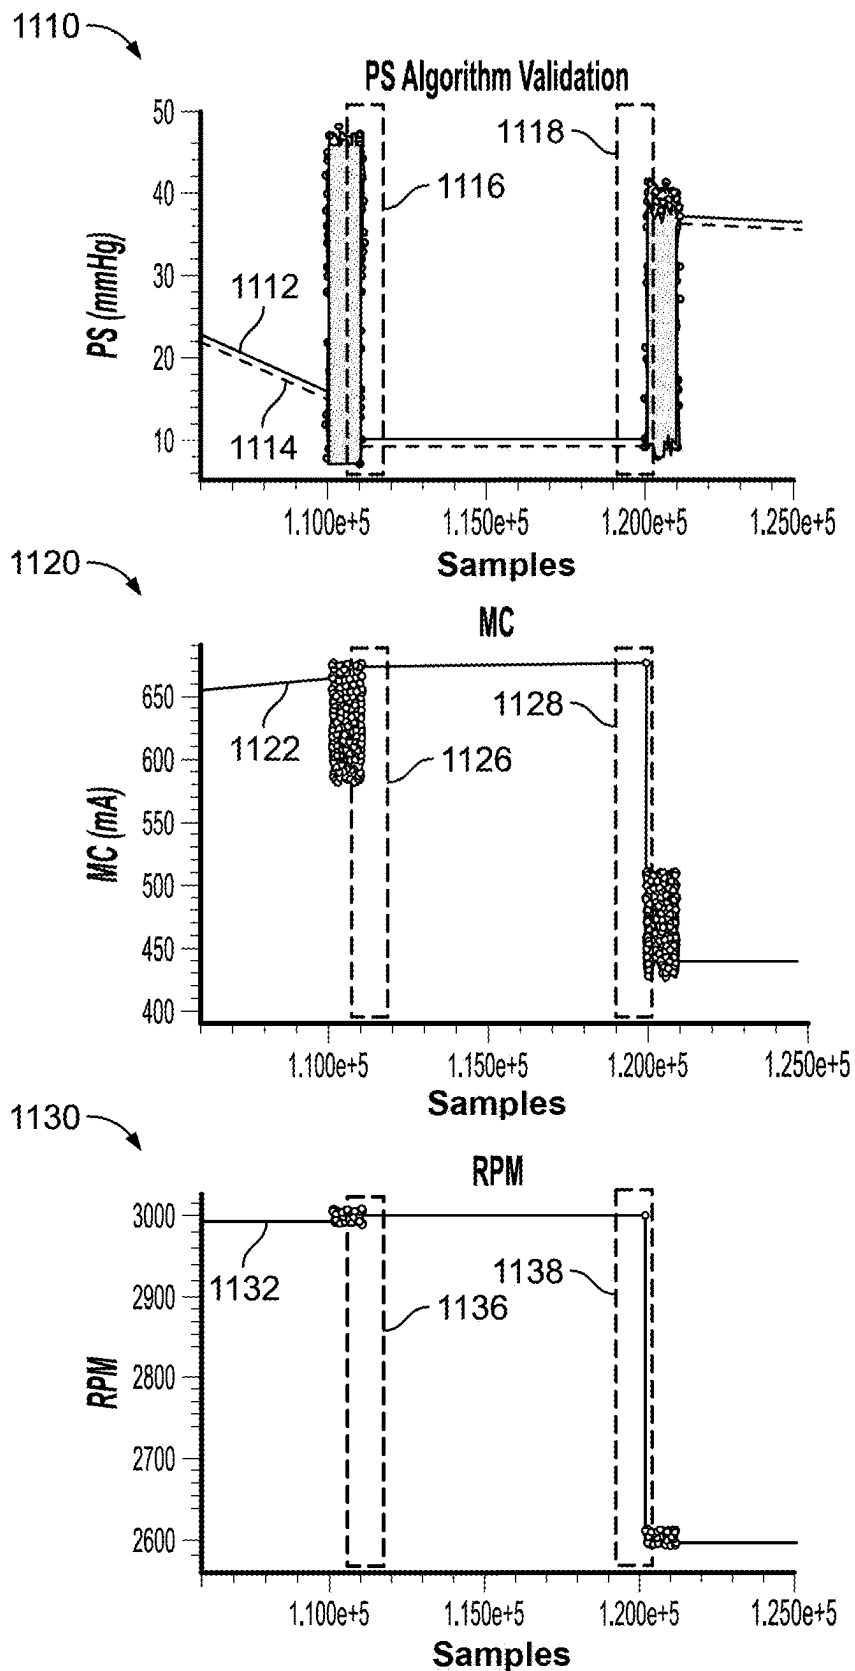 1110
PS Algorithm Validation
50
40
30
20
10
PS (mmHg)
1118
1116
1112
1114
1.100e+5 1.150e+5 1.200e+5 1.250e+5
Samples
1120
MC
650
600
550
500
450
400
MC (mA)
1122
1128
1126
1.100e+5 1.150e+5 1.200e+5 1.250e+5
Samples
1130
RPM
3000
2900
2800
2700
2600
RPM
1132
1138
1136
1.100e+5 1.150e+5 1.200e+5 1.250e+5
Samples